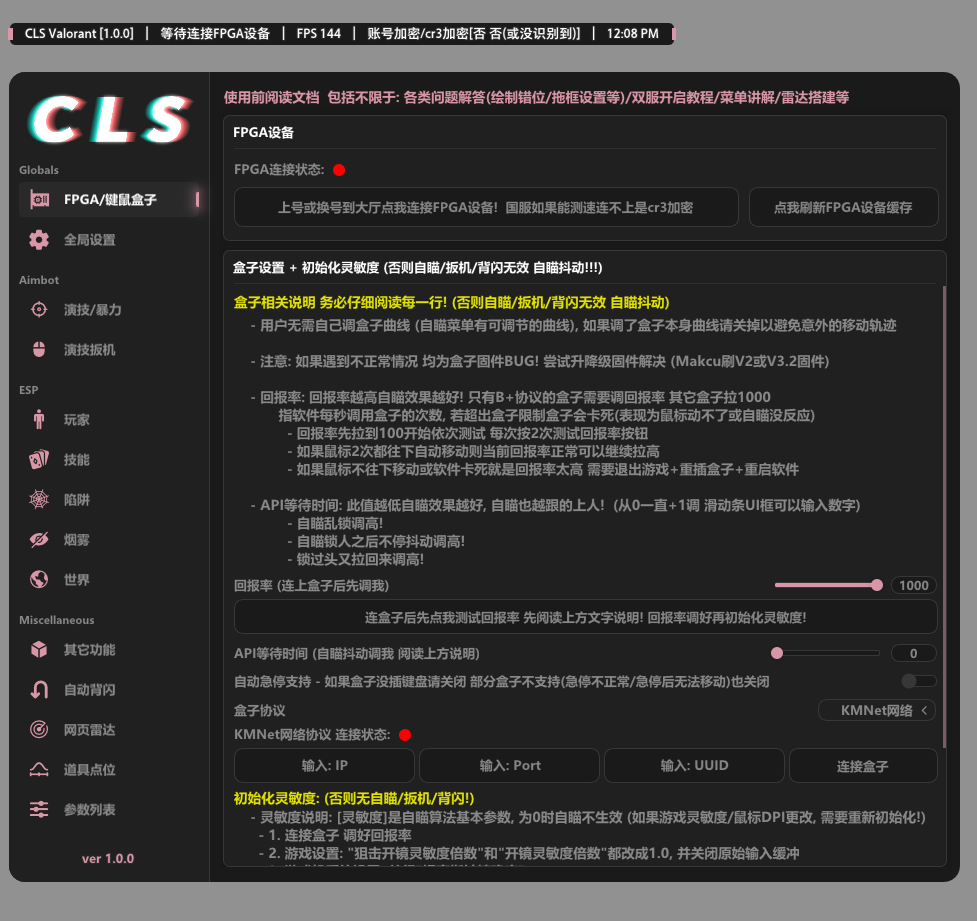 CLS Valorant [1.0.0] | 等待连接FPGA设备 | FPS 144 | 账号加密/cr3加密[否 否(或没识别到)] | 12:08 PM
CLS
Globals
FPGA/键鼠盒子
全局设置
Aimbot
演技/暴力
演技扳机
ESP
玩家
技能
陷阱
烟雾
世界
Miscellaneous
其它功能
自动背闪
网页雷达
道具点位
参数列表
ver 1.0.0
使用前阅读文档 包括不限于: 各类问题解答(绘制错位/拖框设置等)/双服开启教程/菜单讲解/雷达搭建等
FPGA设备
FPGA连接状态:
上号或换号到大厅点我连接FPGA设备! 国服如果能测速连不上是cr3加密
点我刷新FPGA设备缓存
盒子设置 + 初始化灵敏度 (否则自瞄/扳机/背闪无效 自瞄抖动!!!)
盒子相关说明 务必仔细阅读每一行! (否则自瞄/扳机/背闪无效 自瞄抖动)
- 用户无需自己调盒子曲线 (自瞄菜单有可调节的曲线), 如果调了盒子本身曲线请关掉以避免意外的移动轨迹
- 注意: 如果遇到不正常情况 均为盒子固件BUG! 尝试升降级固件解决 (Makcu刷V2或V3.2固件)
- 回报率: 回报率越高自瞄效果越好! 只有B+协议的盒子需要调回报率 其它盒子拉1000
指软件每秒调用盒子的次数, 若超出盒子限制盒子会卡死(表现为鼠标动不了或自瞄没反应)
- 回报率先拉到100开始依次测试 每次按2次测试回报率按钮
- 如果鼠标2次都往下自动移动则当前回报率正常可以继续拉高
- 如果鼠标不往下移动或软件卡死就是回报率太高 需要退出游戏+重插盒子+重启软件
- API等待时间: 此值越低自瞄效果越好, 自瞄也越跟的上人! (从0一直+1调 滑动条UI框可以输入数字)
- 自瞄乱锁调高!
- 自瞄锁人之后不停抖动调高!
- 锁过头又拉回来调高!
回报率 (连上盒子后先调我)
1000
连盒子后先点我测试回报率 先阅读上方文字说明! 回报率调好再初始化灵敏度!
API等待时间 (自瞄抖动调我 阅读上方说明)
0
自动急停支持 - 如果盒子没插键盘请关闭 部分盒子不支持(急停不正常/急停后无法移动)也关闭
盒子协议
KMNet网络 <
KMNet网络协议 连接状态:
输入: IP
输入: Port
输入: UUID
连接盒子
初始化灵敏度: (否则无自瞄/扳机/背闪!)
- 灵敏度说明: [灵敏度]是自瞄算法基本参数, 为0时自瞄不生效 (如果游戏灵敏度/鼠标DPI更改, 需要重新初始化!)
- 1. 连接盒子 调好回报率
- 2. 游戏设置: "狙击开镜灵敏度倍数"和"开镜灵敏度倍数"都改成1.0, 并关闭原始输入缓冲